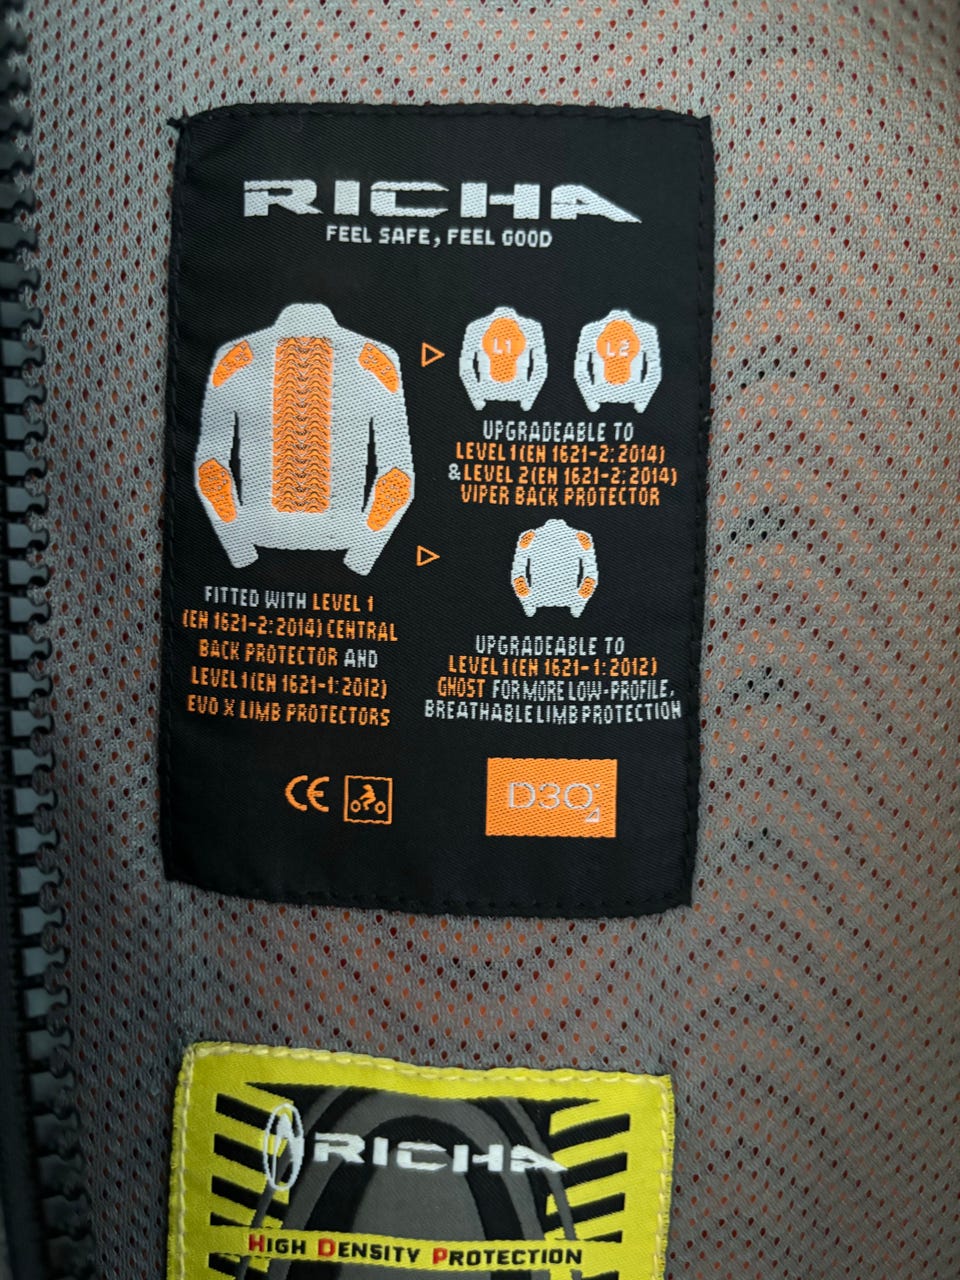 RICHA
FEEL SAFE, FEEL GOOD
L1
L2
UPGRADEABLE TO
LEVEL 1 (EN 1621-2: 2014)
& LEVEL 2 (EN 1621-2: 2014)
VIPER BACK PROTECTOR
FITTED WITH LEVEL 1
(EN 1621-2: 2014) CENTRAL
BACK PROTECTOR AND
LEVEL 1 (EN 1621-1: 2012)
EVO X LIMB PROTECTORS
UPGRADEABLE TO
LEVEL 1 (EN 1621-1: 2012)
GHOST FOR MORE LOW-PROFILE,
BREATHABLE LIMB PROTECTION
CE
D3O
RICHA
HIGH DENSITY PROTECTION